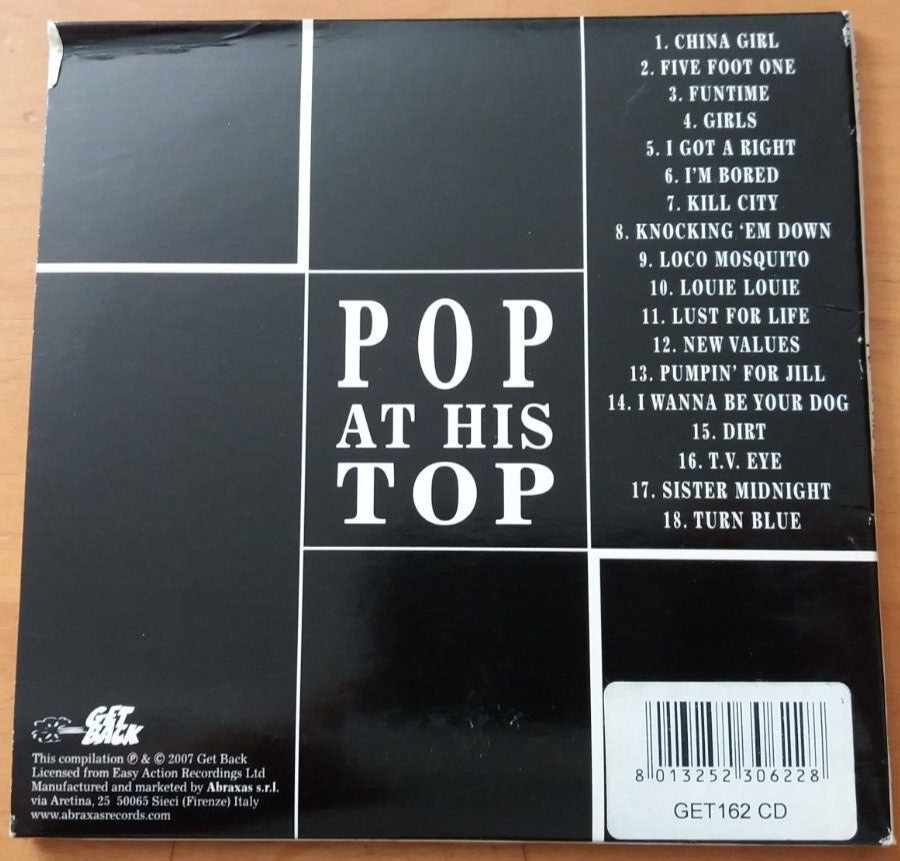 1. CHINA GIRL
2. FIVE FOOT ONE
3. FUNTIME
4. GIRLS
5. I GOT A RIGHT
6. I'M BORED
7. KILL CITY
8. KNOCKING ‘EM DOWN
9. LOCO MOSQUITO
10. LOUIE LOUIE
11. LUST FOR LIFE
12. NEW VALUES
13. PUMPIN' FOR JILL
14. I WANNA BE YOUR DOG
15. DIRT
16. T.V. EYE
17. SISTER MIDNIGHT
18. TURN BLUE
POP
AT HIS
TOP
GET
BACK
This compilation ℗ & © 2007 Get Back
Licensed from Easy Action Recordings Ltd
Manufactured and marketed by Abraxas s.r.l.
via Aretina, 25 50065 Sieci (Firenze) Italy
www.abraxasrecords.com
8 013252 306228
GET162 CD